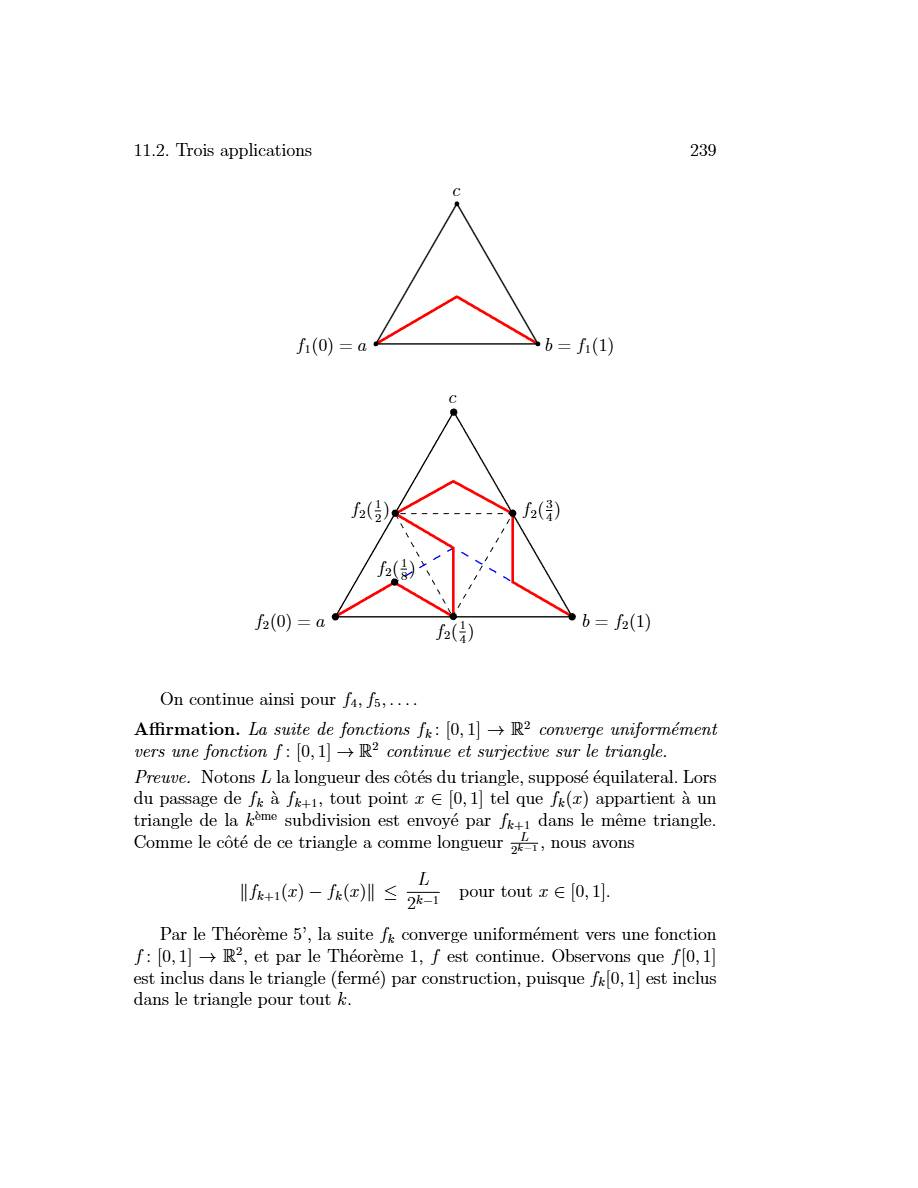 11.2. Trois applications 239
c
f₁(0) = a b = f₁(1)
c
f₂(1/2) f₂(3/4)
f₂(1/8)
f₂(0) = a b = f₂(1)
f₂(1/4)
On continue ainsi pour f₄, f₅, . . . .
Affirmation. La suite de fonctions fₖ : [0, 1] → ℝ² converge uniformément
vers une fonction f : [0, 1] → ℝ² continue et surjective sur le triangle.
Preuve. Notons L la longueur des côtés du triangle, supposé équilateral. Lors
du passage de fₖ à fₖ₊₁, tout point x ∈ [0, 1] tel que fₖ(x) appartient à un
triangle de la kème subdivision est envoyé par fₖ₊₁ dans le même triangle.
Comme le côté de ce triangle a comme longueur L/2ᵏ⁻¹, nous avons
‖fₖ₊₁(x) − fₖ(x)‖ ≤ L/2ᵏ⁻¹ pour tout x ∈ [0, 1].
Par le Théorème 5’, la suite fₖ converge uniformément vers une fonction
f : [0, 1] → ℝ², et par le Théorème 1, f est continue. Observons que f[0, 1]
est inclus dans le triangle (fermé) par construction, puisque fₖ[0, 1] est inclus
dans le triangle pour tout k.